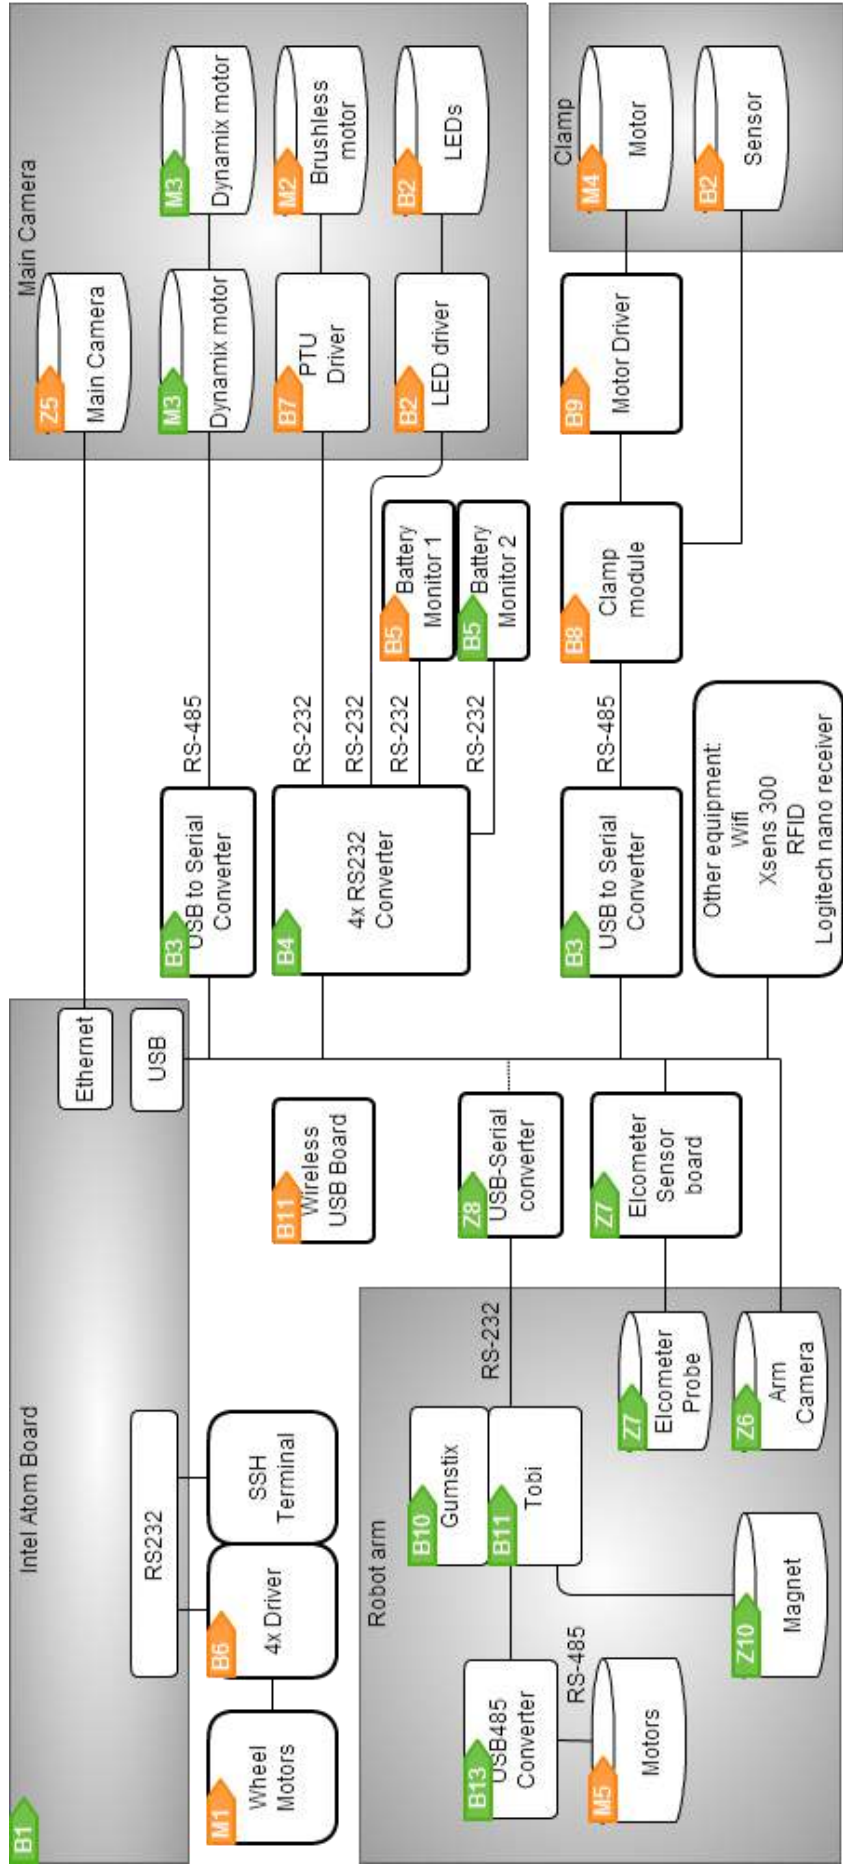 B1
Intel Atom Board
RS232
Ethernet
USB
M1
Wheel
Motors
B6
4x Driver
SSH
Terminal
B11
Wireless
USB Board
Robot arm
B13
USB485
Converter
RS-485
M5
Motors
B10
Gumstix
B11
Tobi
Z10
Magnet
RS-232
Z7
Elcometer
Probe
Z6
Arm
Camera
Z8
USB-Serial
converter
Z7
Elcometer
Sensor
board
B3
USB to Serial
Converter
RS-485
B4
4x RS232
Converter
RS-232
RS-232
RS-232
RS-232
B5
Battery
Monitor 1
B5
Battery
Monitor 2
B3
USB to Serial
Converter
RS-485
B8
Clamp
module
B9
Motor Driver
Other equipment:
Wifi
Xsens 300
RFID
Logitech nano receiver
Main Camera
Z5
Main Camera
M3
Dynamix motor
M3
Dynamix motor
B7
PTU
Driver
M2
Brushless
motor
B2
LED driver
B2
LEDs
Clamp
M4
Motor
B2
Sensor